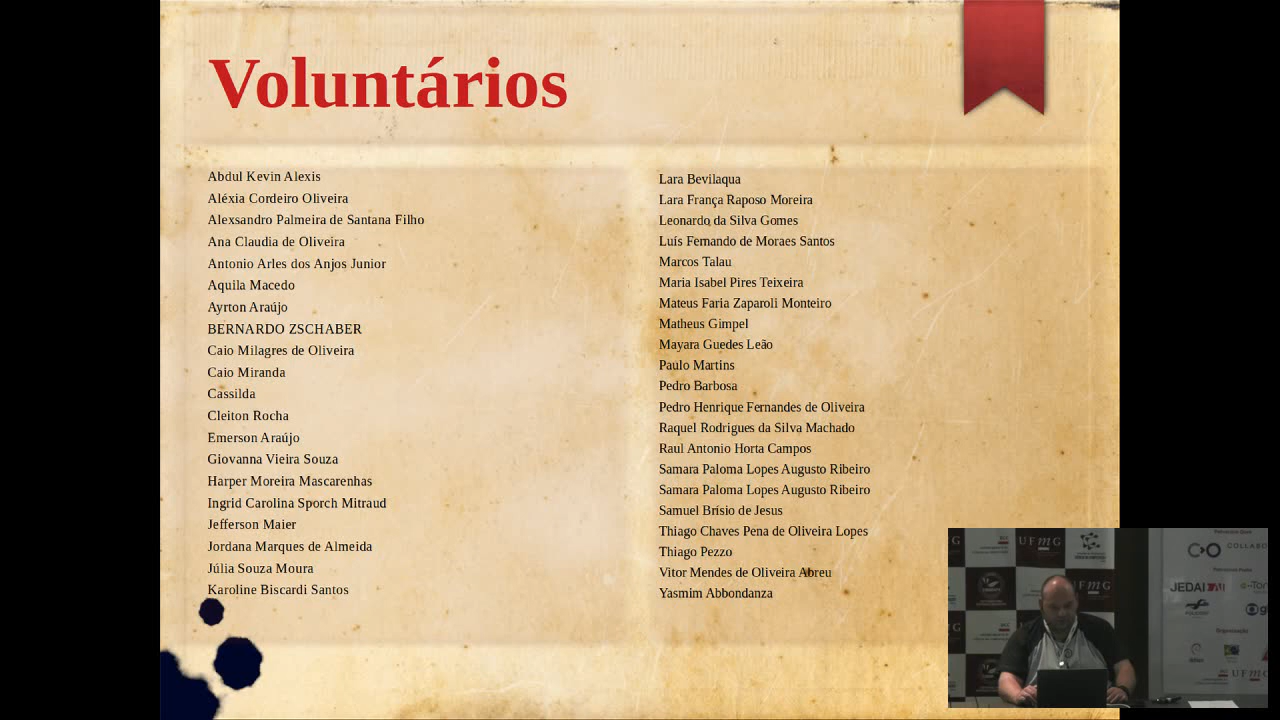 Voluntários
Abdul Kevin Alexis
Aléxia Cordeiro Oliveira
Alexsandro Palmeira de Santana Filho
Ana Claudia de Oliveira
Antonio Arles dos Anjos Junior
Aquila Macedo
Ayrton Araújo
BERNARDO ZSCHABER
Caio Milagres de Oliveira
Caio Miranda
Cassilda
Cleiton Rocha
Emerson Araújo
Giovanna Vieira Souza
Harper Moreira Mascarenhas
Ingrid Carolina Sporch Mitraud
Jefferson Maier
Jordana Marques de Almeida
Júlia Souza Moura
Karoline Biscardi Santos
Lara Bevilaqua
Lara França Raposo Moreira
Leonardo da Silva Gomes
Luís Fernando de Moraes Santos
Marcos Talau
Maria Isabel Pires Teixeira
Mateus Faria Zaparoli Monteiro
Matheus Gimpel
Mayara Guedes Leão
Paulo Martins
Pedro Barbosa
Pedro Henrique Fernandes de Oliveira
Raquel Rodrigues da Silva Machado
Raul Antonio Horta Campos
Samara Paloma Lopes Augusto Ribeiro
Samara Paloma Lopes Augusto Ribeiro
Samuel Brísio de Jesus
Thiago Chaves Pena de Oliveira Lopes
Thiago Pezzo
Vitor Mendes de Oliveira Abreu
Yasmim Abbondanza
UFMG
COLLABO
JEDAI
Organização